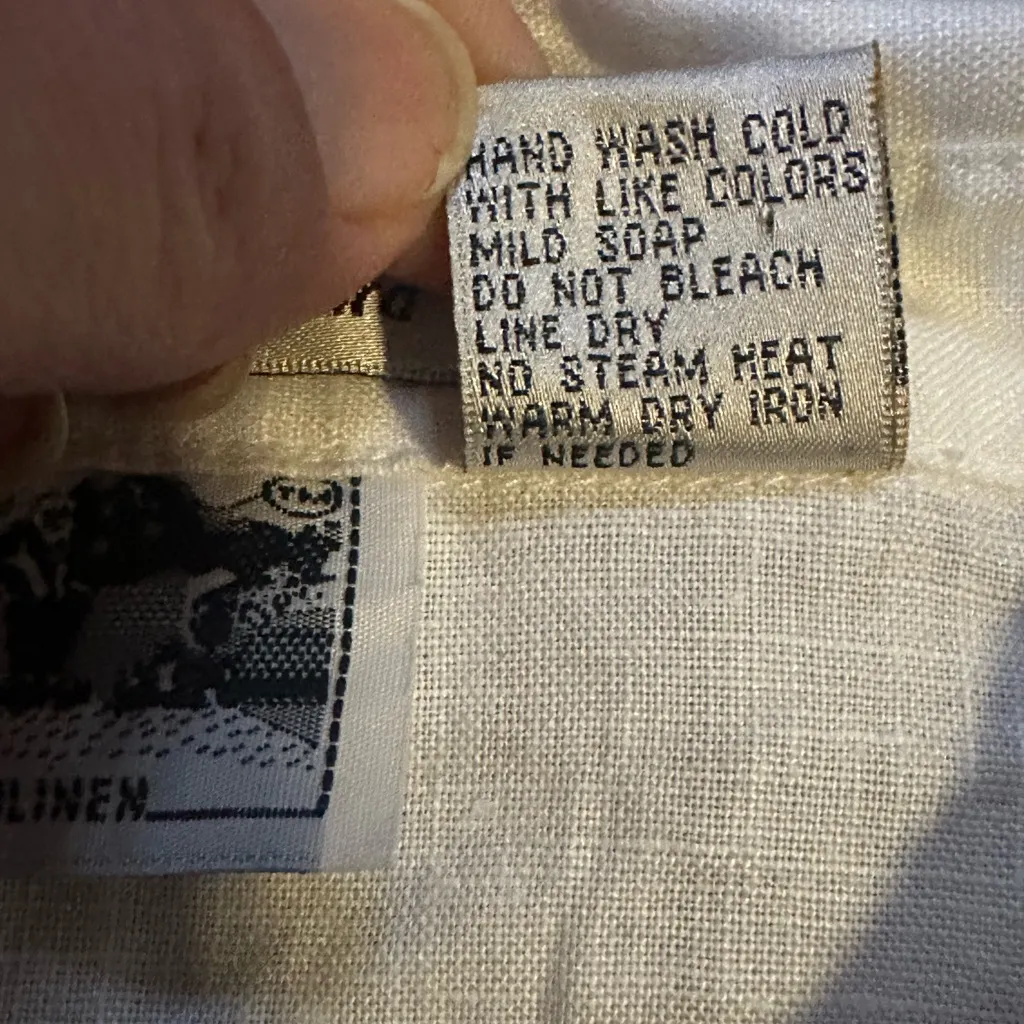 HAND WASH COLD
WITH LIKE COLORS
MILD SOAP
DO NOT BLEACH
LINE DRY
NO STEAM HEAT
WARM DRY IRON
IF NEEDED
TM
LINEN